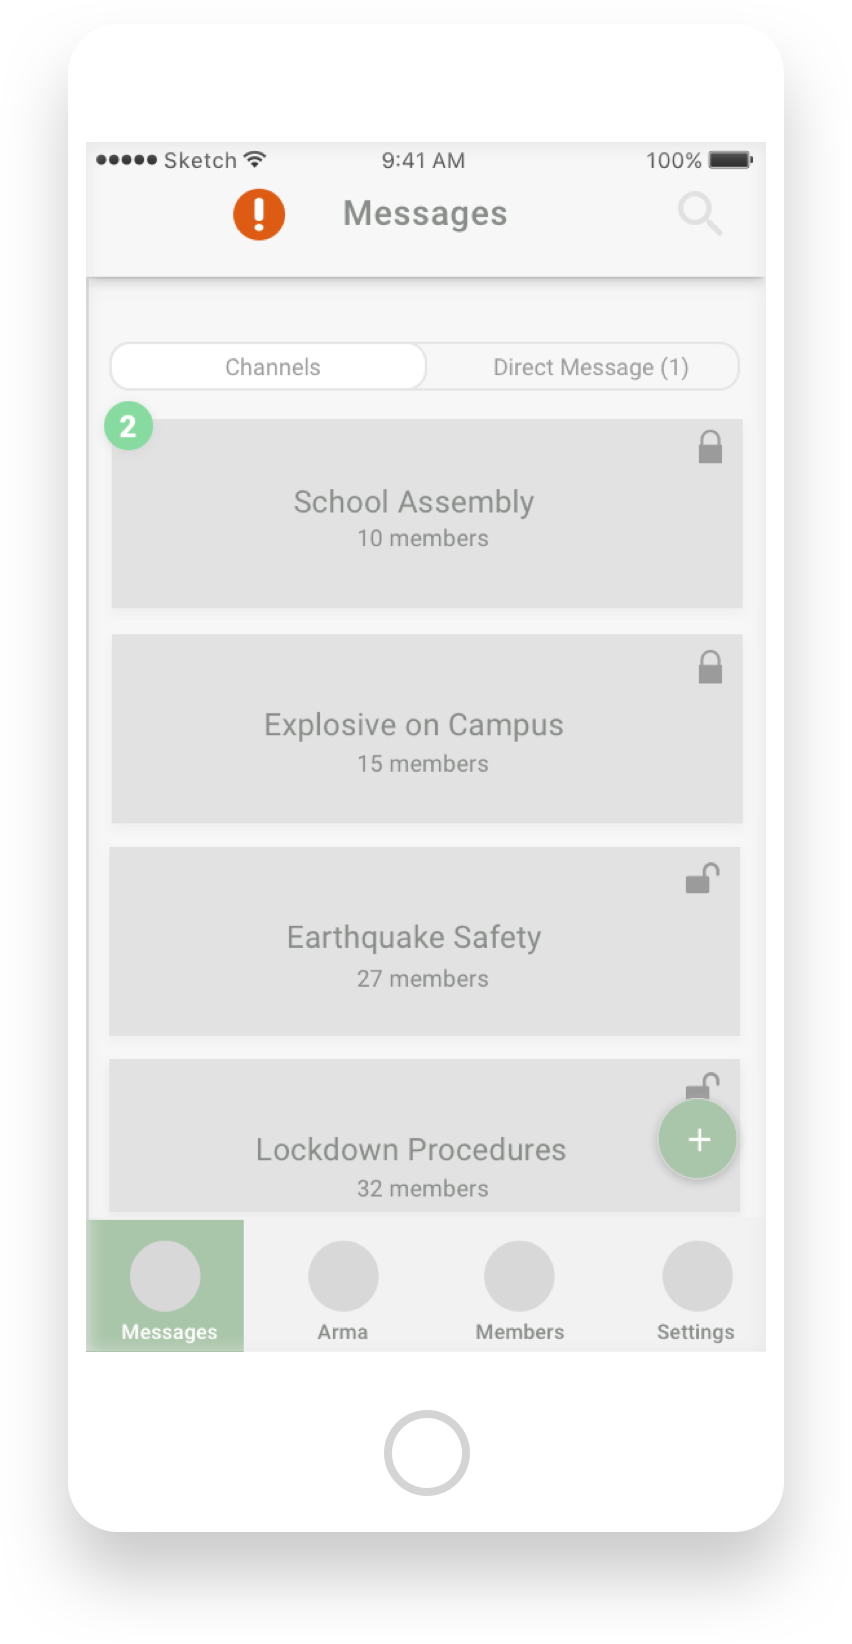 Sketch 9:41 AM 100%
! Messages
Channels Direct Message (1)
2
School Assembly
10 members
Explosive on Campus
15 members
Earthquake Safety
27 members
Lockdown Procedures
+
32 members
Messages Arma Members Settings